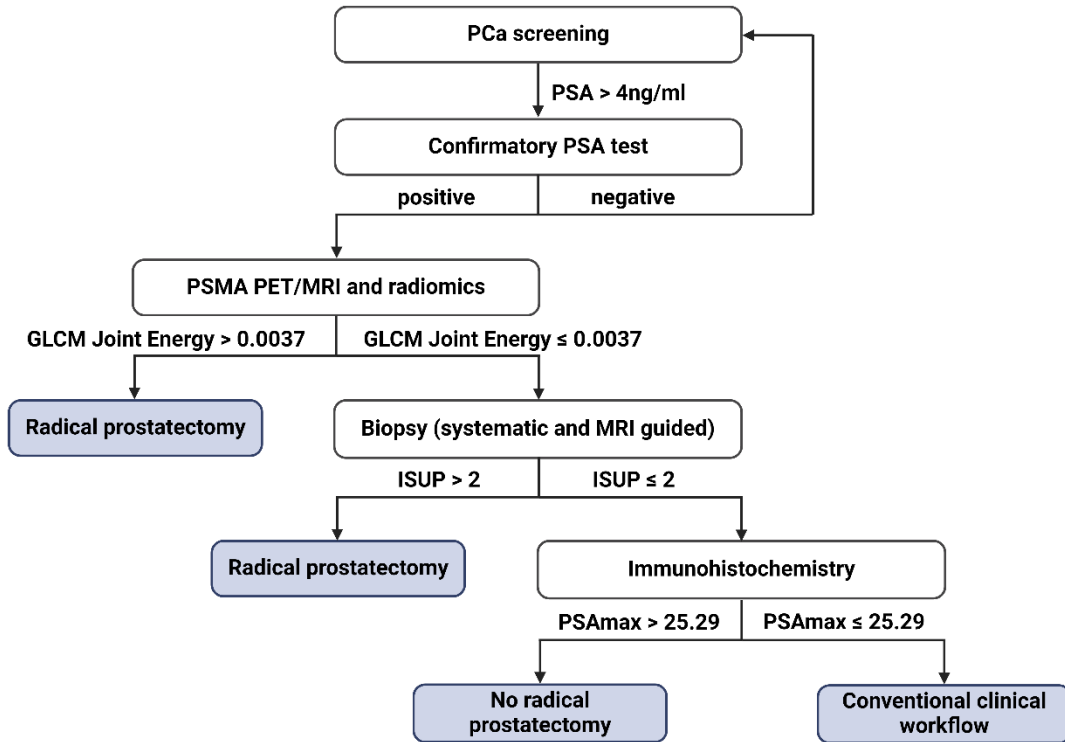 PCa screening
PSA > 4ng/ml
Confirmatory PSA test
positive
negative
PSMA PET/MRI and radiomics
GLCM Joint Energy > 0.0037
GLCM Joint Energy ≤ 0.0037
Radical prostatectomy
Biopsy (systematic and MRI guided)
ISUP > 2
ISUP ≤ 2
Radical prostatectomy
Immunohistochemistry
PSAmax > 25.29
PSAmax ≤ 25.29
No radical
prostatectomy
Conventional clinical
workflow